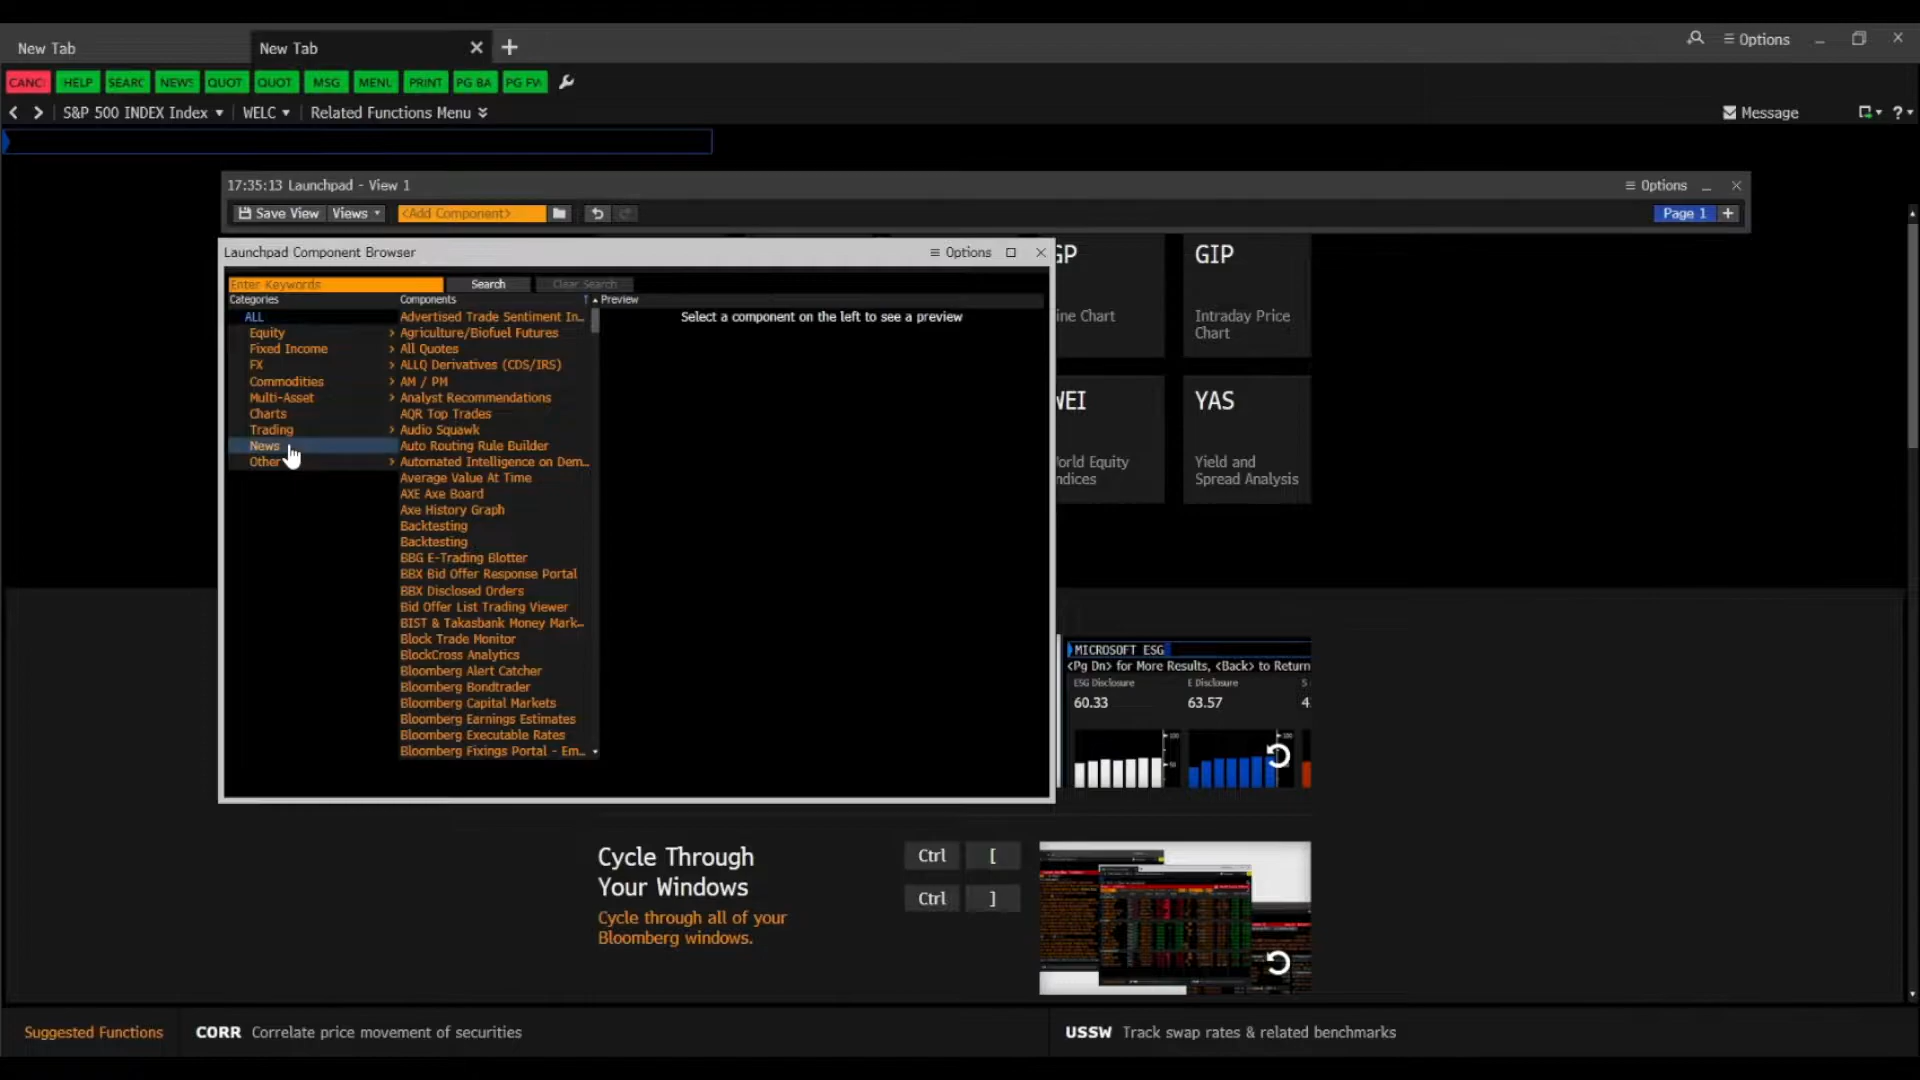 New Tab
New Tab
Options
CANC
HELP
SEARC
NEWS
QUOT
QUOT
MSG
MENU
PRINT
PG BA
PG FW
S&P 500 INDEX Index
WELC
Related Functions Menu
Message
?
17:35:13 Launchpad - View 1
Options
Save View
Views
<Add Component>
Page 1
Launchpad Component Browser
Options
Enter Keywords
Search
Clear Search
Categories
Components
Preview
ALL
Equity
Fixed Income
FX
Commodities
Multi-Asset
Charts
Trading
News
Other
Advertised Trade Sentiment In...
Agriculture/Biofuel Futures
All Quotes
ALLQ Derivatives (CDS/IRS)
AM / PM
Analyst Recommendations
AQR Top Trades
Audio Squawk
Auto Routing Rule Builder
Automated Intelligence on Dem...
Average Value At Time
AXE Axe Board
Axe History Graph
Backtesting
Backtesting
BBG E-Trading Blotter
BBX Bid Offer Response Portal
BBX Disclosed Orders
Bid Offer List Trading Viewer
BIST & Takasbank Money Mark...
Block Trade Monitor
BlockCross Analytics
Bloomberg Alert Catcher
Bloomberg Bondtrader
Bloomberg Capital Markets
Bloomberg Earnings Estimates
Bloomberg Executable Rates
Bloomberg Fixings Portal - Em...
Select a component on the left to see a preview
GP
ine Chart
GIP
Intraday Price
Chart
WEI
orld Equity
ndices
YAS
Yield and
Spread Analysis
MICROSOFT ESG
<Pg Dn> for More Results, <Back> to Return
ESG Disclosure
E Disclosure
S
60.33
63.57
4
100
50
100
Cycle Through
Your Windows
Cycle through all of your
Bloomberg windows.
Ctrl
[
Ctrl
]
Suggested Functions
CORR Correlate price movement of securities
USSW Track swap rates & related benchmarks